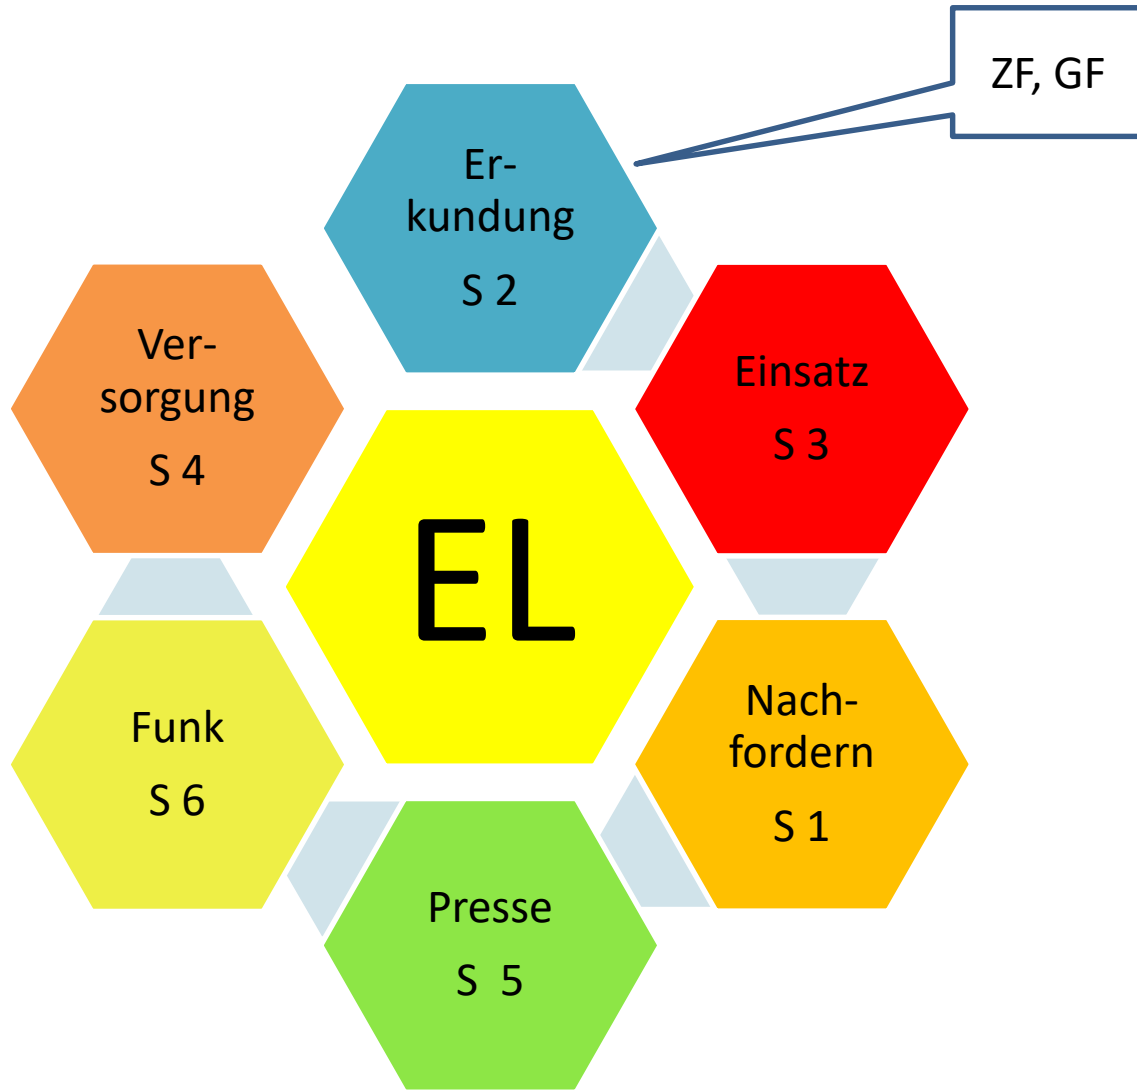 ZF, GF
Er-
kundung
S 2
Ver-
sorgung
S 4
Einsatz
S 3
EL
Funk
S 6
Nach-
fordern
S 1
Presse
S  5